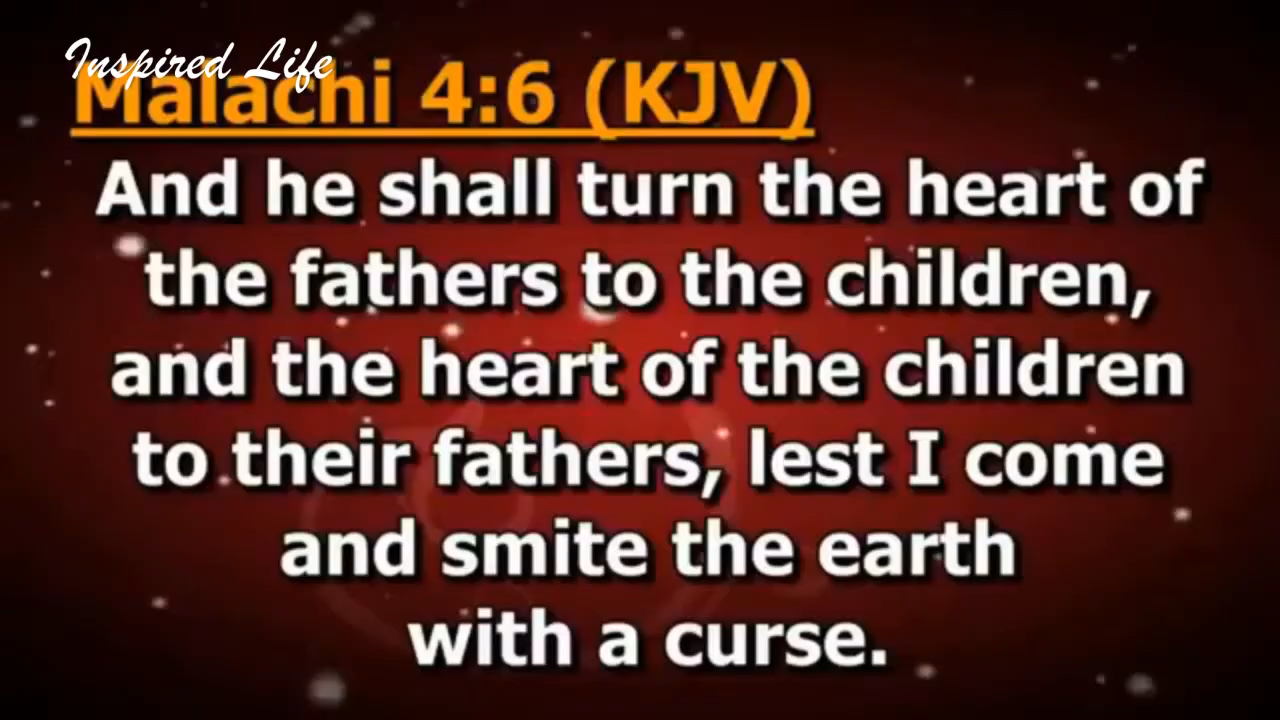 Inspired Life
Malachi 4:6 (KJV)
And he shall turn the heart of
the fathers to the children,
and the heart of the children
to their fathers, lest I come
and smite the earth
with a curse.